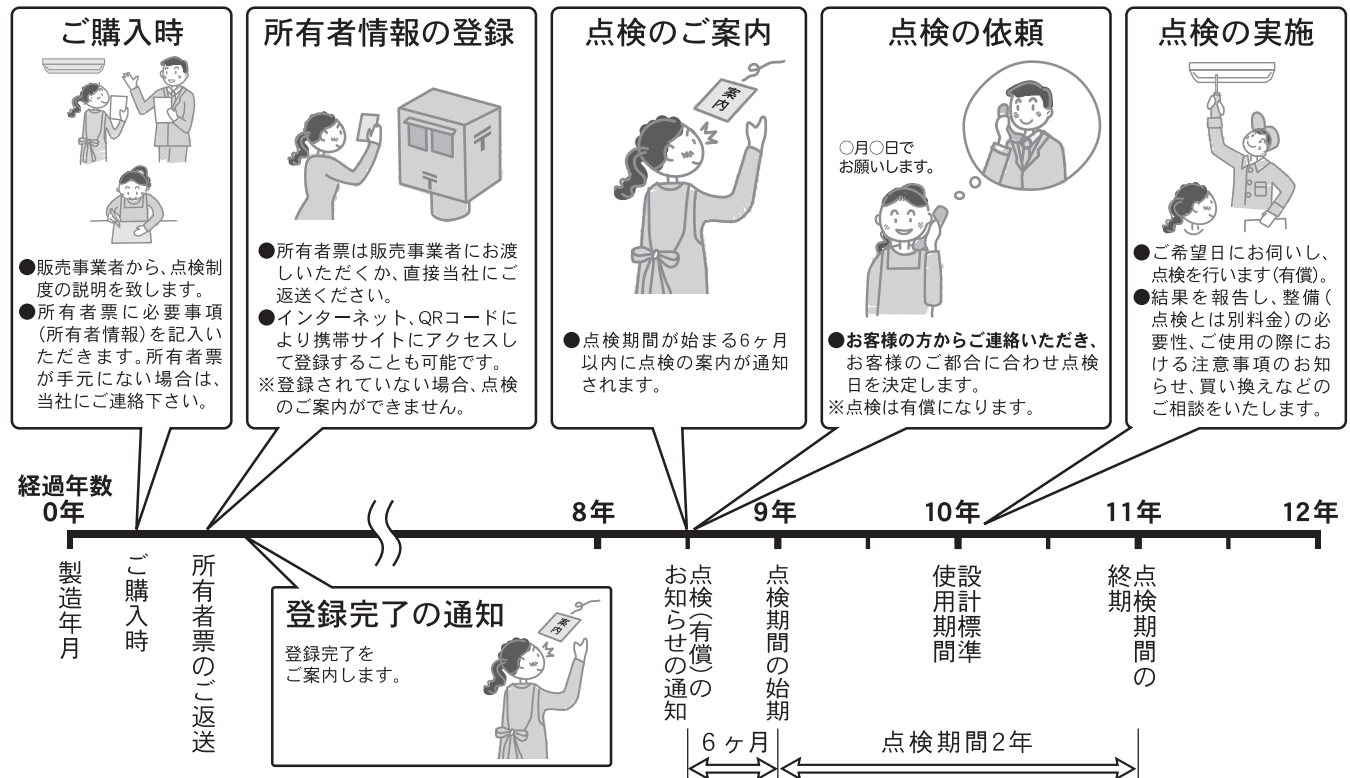 ご購入時
●販売事業者から、点検制
度の説明を致します。
●所有者票に必要事項
（所有者情報）を記入い
ただきます。所有者票
が手元にない場合は、
当社にご連絡下さい。
所有者情報の登録
●所有者票は販売事業者にお渡
しいただくか、直接当社にご
返送ください。
●インターネット、QRコードに
より携帯サイトにアクセスし
て登録することも可能です。
※登録されていない場合、点検
のご案内ができません。
点検のご案内
案内
●点検期間が始まる6ヶ月
以内に点検の案内が通知
されます。
点検の依頼
○月○日で
お願いします。
●お客様の方からご連絡いただき、
お客様のご都合に合わせ点検
日を決定します。
※点検は有償になります。
点検の実施
●ご希望日にお伺いし、
点検を行います（有償）。
●結果を報告し、整備（
点検とは別料金）の必
要性、ご使用の際にお
ける注意事項のお知
らせ、買い換えなどの
ご相談をいたします。
経過年数
0年
8年
9年
10年
11年
12年
製造年月
ご購入時
所有者票のご返送
登録完了の通知
登録完了を
ご案内します。
案内
点検（有償）の
お知らせの通知
点検期間の始期
設計標準
使用期間
点検期間の
終期
6ヶ月
点検期間2年